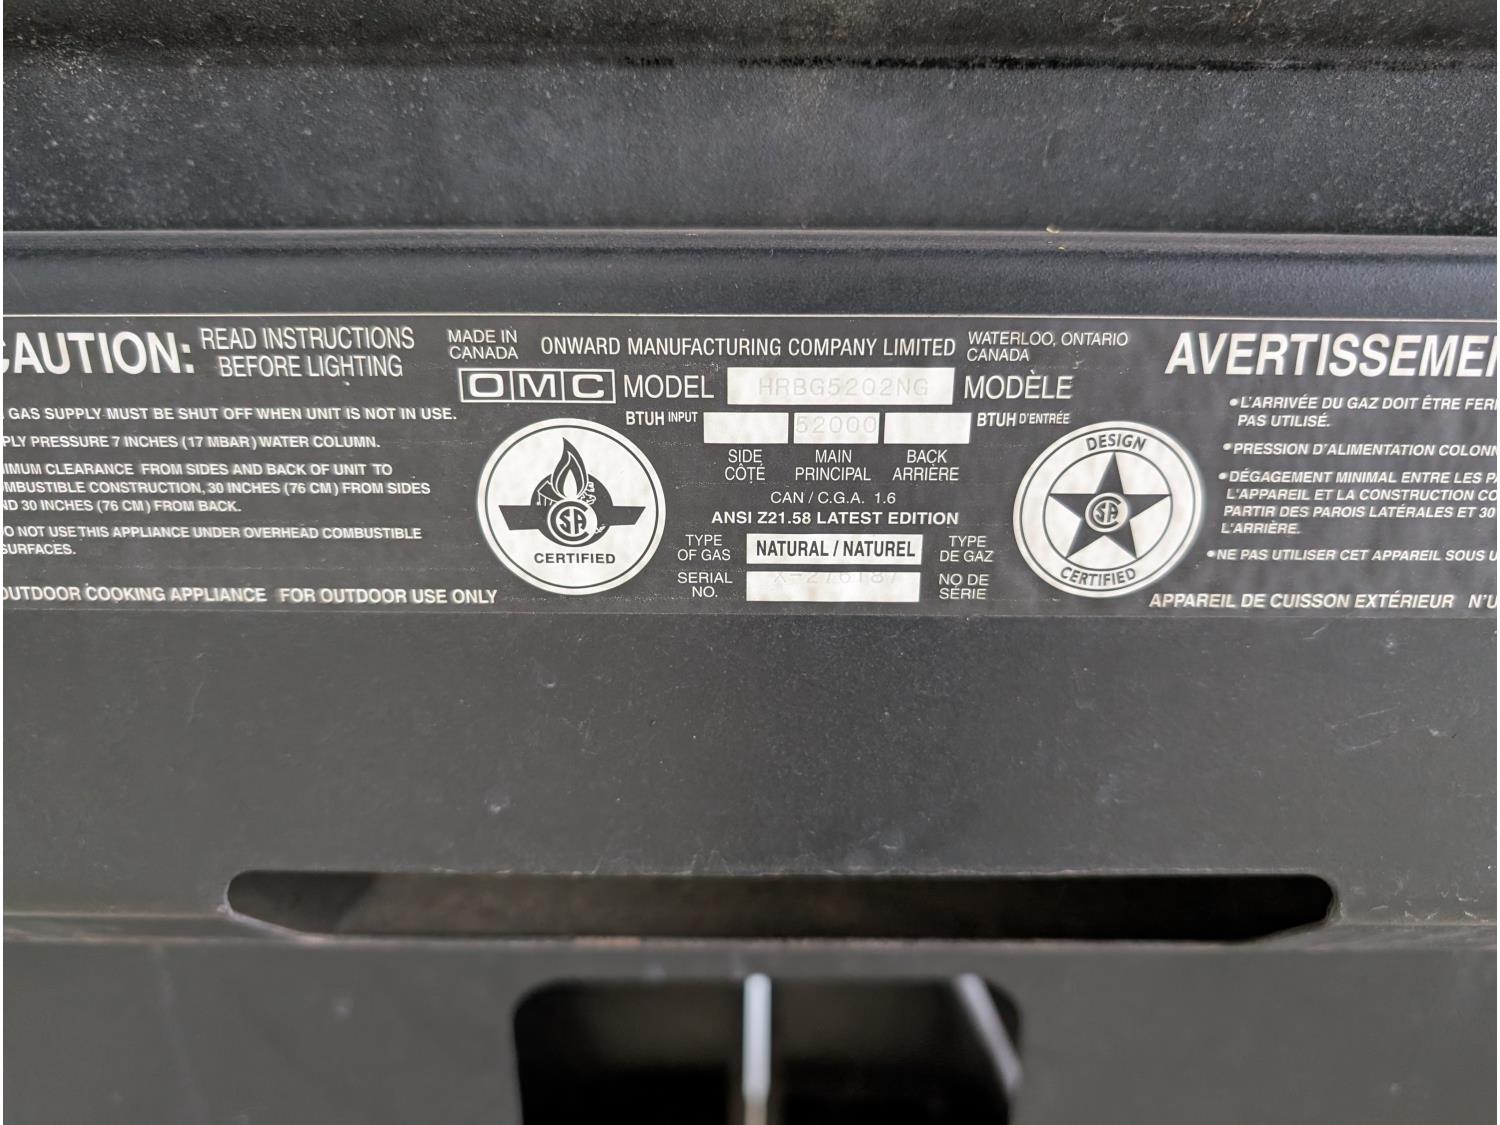 CAUTION: READ INSTRUCTIONS
BEFORE LIGHTING
GAS SUPPLY MUST BE SHUT OFF WHEN UNIT IS NOT IN USE.
PLY PRESSURE 7 INCHES (17 MBAR) WATER COLUMN.
IMUM CLEARANCE FROM SIDES AND BACK OF UNIT TO
MBUSTIBLE CONSTRUCTION, 30 INCHES (76 CM) FROM SIDES
ND 30 INCHES (76 CM) FROM BACK.
O NOT USE THIS APPLIANCE UNDER OVERHEAD COMBUSTIBLE
SURFACES.
OUTDOOR COOKING APPLIANCE FOR OUTDOOR USE ONLY
MADE IN
CANADA
ONWARD MANUFACTURING COMPANY LIMITED
WATERLOO, ONTARIO
CANADA
OMC MODEL HRBG5202NG MODÈLE
BTUH INPUT 52000 BTUH D'ENTRÉE
SIDE MAIN BACK
CÔTÉ PRINCIPAL ARRIÈRE
CAN / C.G.A. 1.6
ANSI Z21.58 LATEST EDITION
TYPE
OF GAS
NATURAL / NATUREL
TYPE
DE GAZ
SERIAL
NO.
X-276187
NO DE
SÉRIE
CSA
CERTIFIED
DESIGN
CSA
CERTIFIED
AVERTISSEMEN
•L'ARRIVÉE DU GAZ DOIT ÊTRE FER
PAS UTILISÉ.
•PRESSION D'ALIMENTATION COLONN
•DÉGAGEMENT MINIMAL ENTRE LES PA
L'APPAREIL ET LA CONSTRUCTION CO
PARTIR DES PAROIS LATÉRALES ET 30
L'ARRIÈRE.
•NE PAS UTILISER CET APPAREIL SOUS U
APPAREIL DE CUISSON EXTÉRIEUR N'U